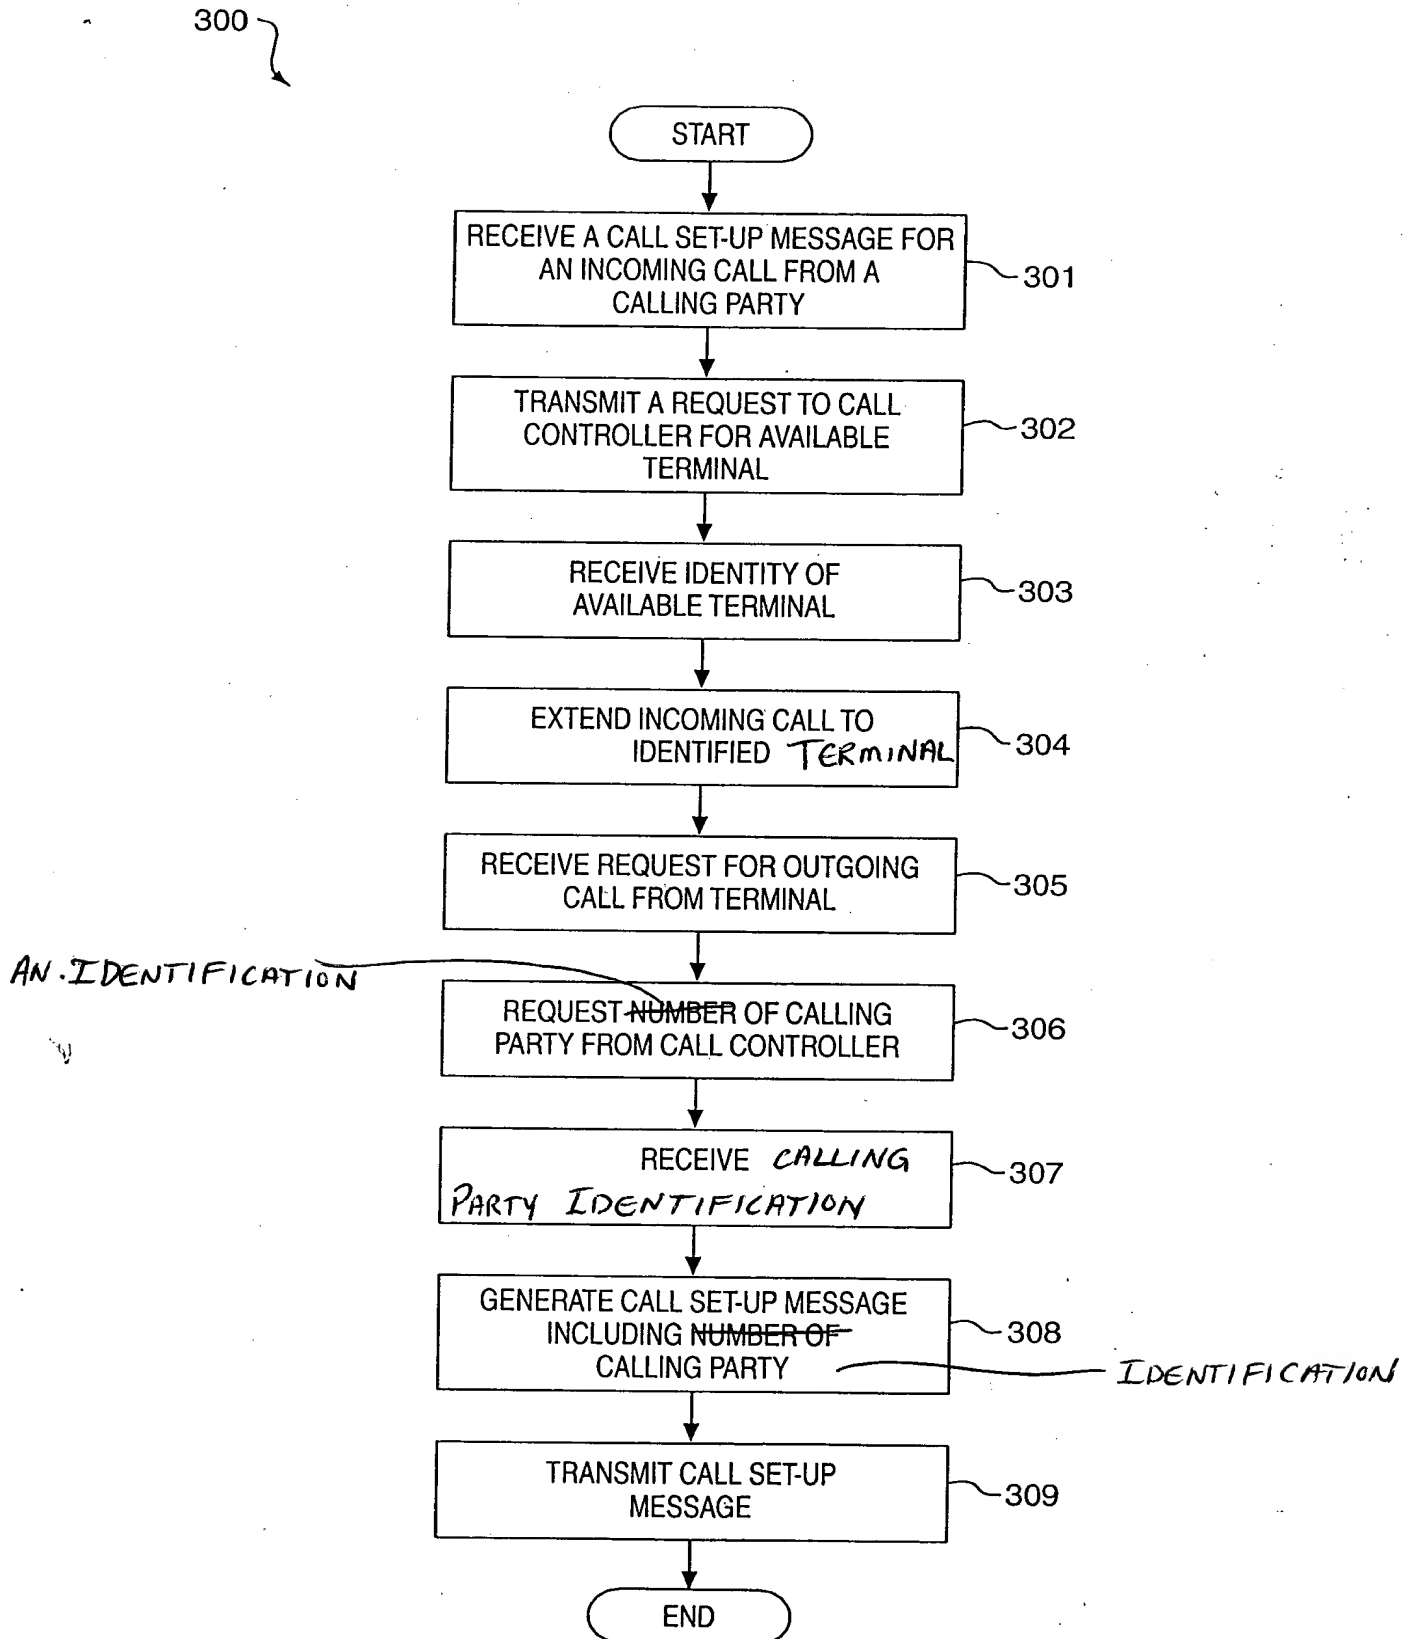 300
START
RECEIVE A CALL SET-UP MESSAGE FOR
AN INCOMING CALL FROM A
CALLING PARTY
301
TRANSMIT A REQUEST TO CALL
CONTROLLER FOR AVAILABLE
TERMINAL
302
RECEIVE IDENTITY OF
AVAILABLE TERMINAL
303
EXTEND INCOMING CALL TO
IDENTIFIED TERMINAL
304
RECEIVE REQUEST FOR OUTGOING
CALL FROM TERMINAL
305
AN IDENTIFICATION
REQUEST NUMBER OF CALLING
PARTY FROM CALL CONTROLLER
306
RECEIVE CALLING
PARTY IDENTIFICATION
307
GENERATE CALL SET-UP MESSAGE
INCLUDING NUMBER OF
CALLING PARTY
308
IDENTIFICATION
TRANSMIT CALL SET-UP
MESSAGE
309
END